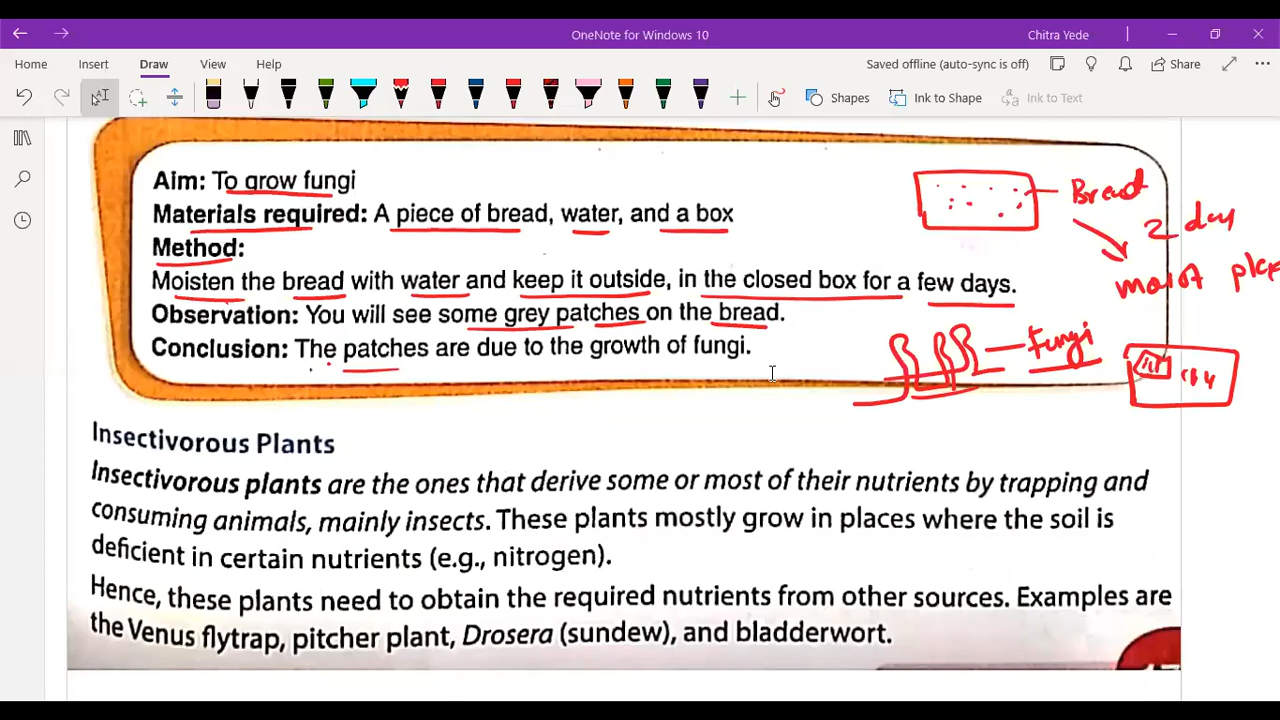 OneNote for Windows 10
Chitra Yede
Home Insert Draw View Help
Saved offline (auto-sync is off)
Share
Shapes
Ink to Shape
Ink to Text
Aim: To grow fungi
Materials required: A piece of bread, water, and a box
Method:
Moisten the bread with water and keep it outside, in the closed box for a few days.
Observation: You will see some grey patches on the bread.
Conclusion: The patches are due to the growth of fungi.
Bread
2 day
moist
Fungi
Insectivorous Plants
Insectivorous plants are the ones that derive some or most of their nutrients by trapping and
consuming animals, mainly insects. These plants mostly grow in places where the soil is
deficient in certain nutrients (e.g., nitrogen).
Hence, these plants need to obtain the required nutrients from other sources. Examples are
the Venus flytrap, pitcher plant, Drosera (sundew), and bladderwort.